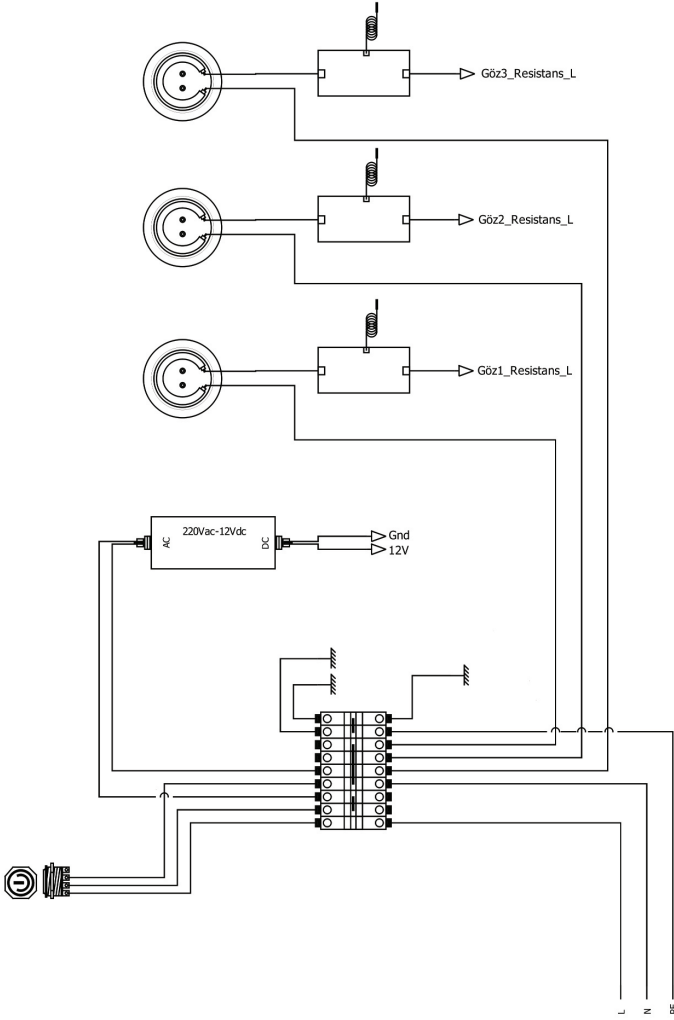 Göz3_Resistans_L
Göz2_Resistans_L
Göz1_Resistans_L
220Vac-12Vdc
AC
DC
Gnd
12V
L
N
PE